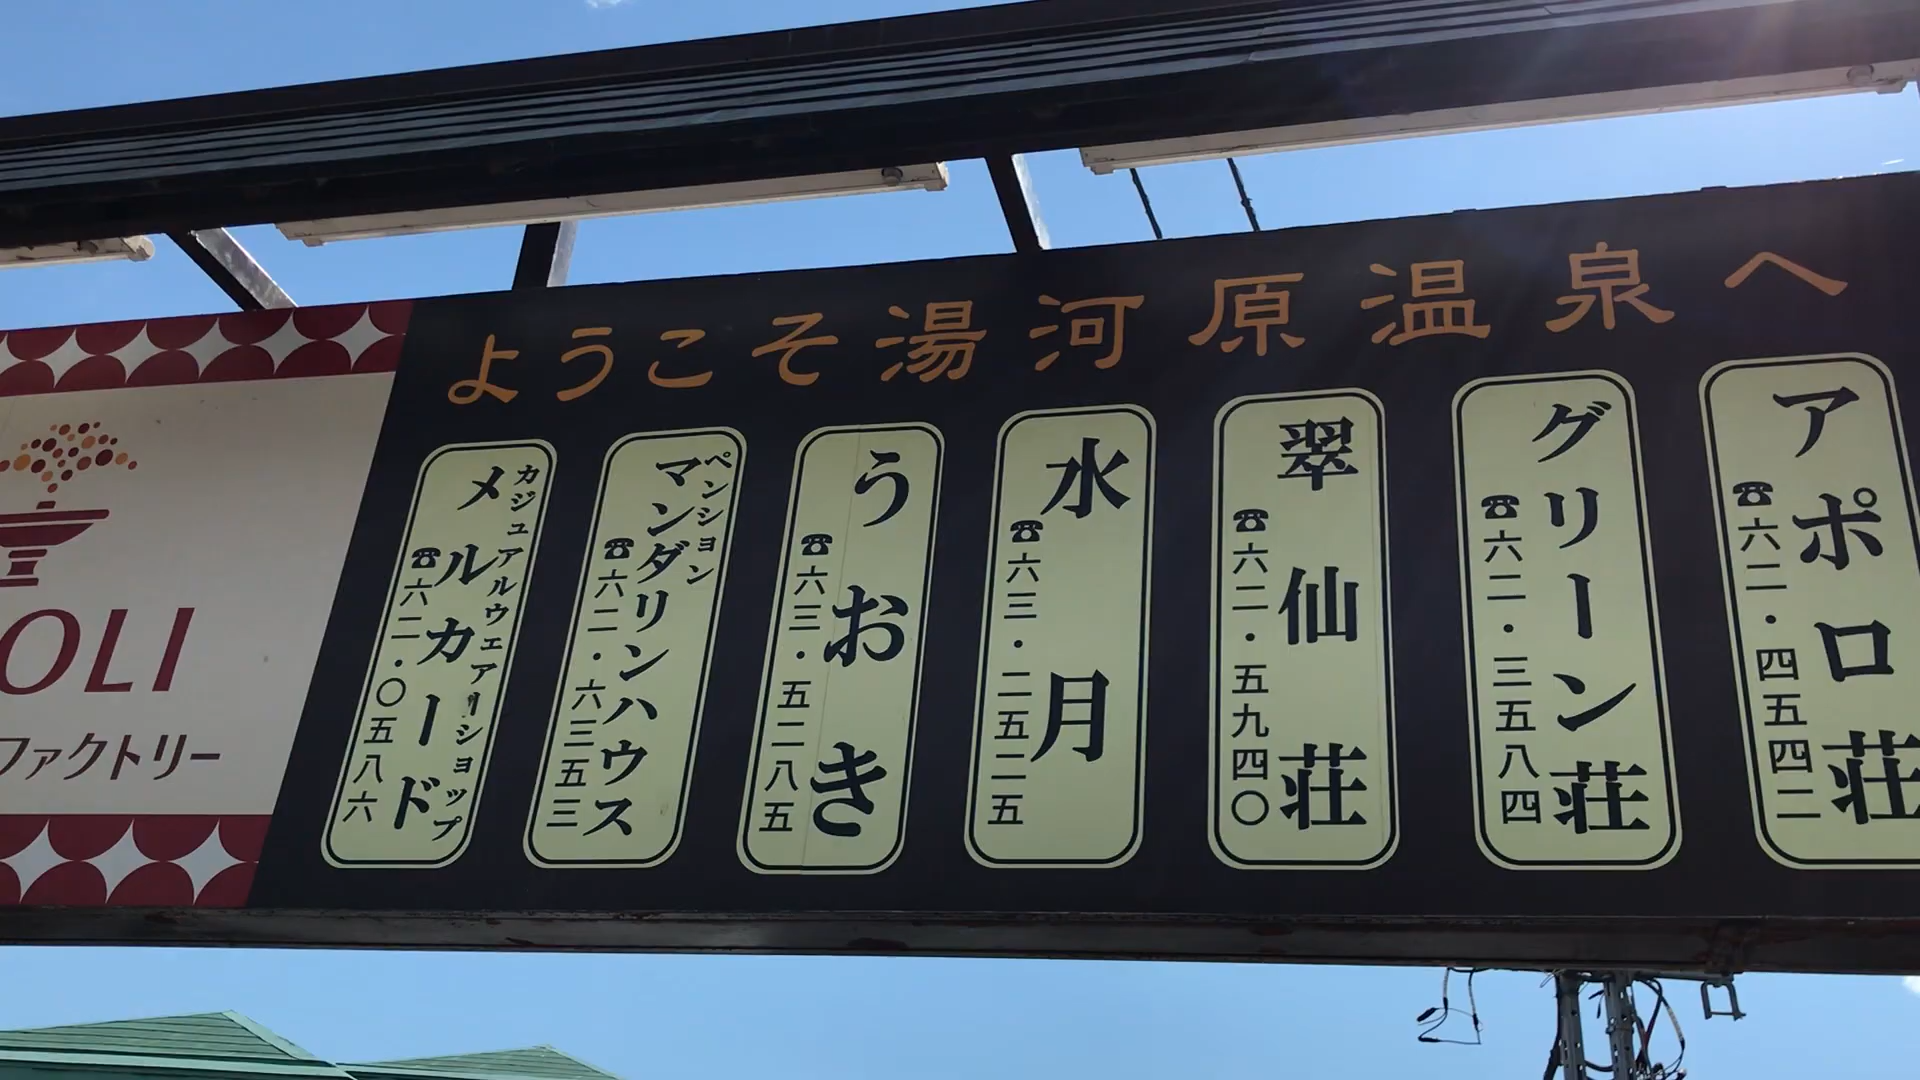 ようこそ湯河原温泉へ
OLI
ファクトリー
カジュアルウェアーショップ
メルカード
☎六二・〇五八六
ペンション
マンダリンハウス
☎六二・六三五三
うおき
☎六三・五二八五
水月
☎六三・二五二五
翠仙荘
☎六二・五九四〇
グリーン荘
☎六二・三五八四
アポロ荘
☎六二・四五四二